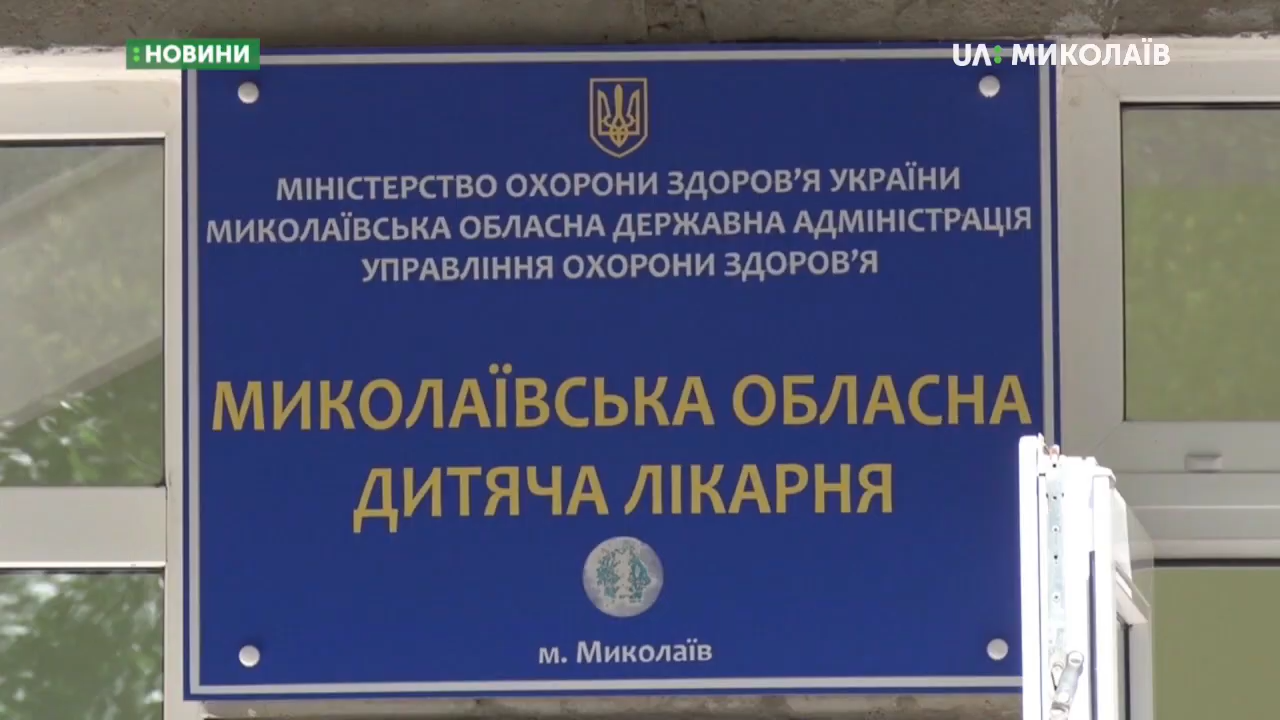 :НОВИНИ
UA: МИКОЛАЇВ
МІНІСТЕРСТВО ОХОРОНИ ЗДОРОВ'Я УКРАЇНИ
МИКОЛАЇВСЬКА ОБЛАСНА ДЕРЖАВНА АДМІНІСТРАЦІЯ
УПРАВЛІННЯ ОХОРОНИ ЗДОРОВ'Я
МИКОЛАЇВСЬКА ОБЛАСНА
ДИТЯЧА ЛІКАРНЯ
м. Миколаїв